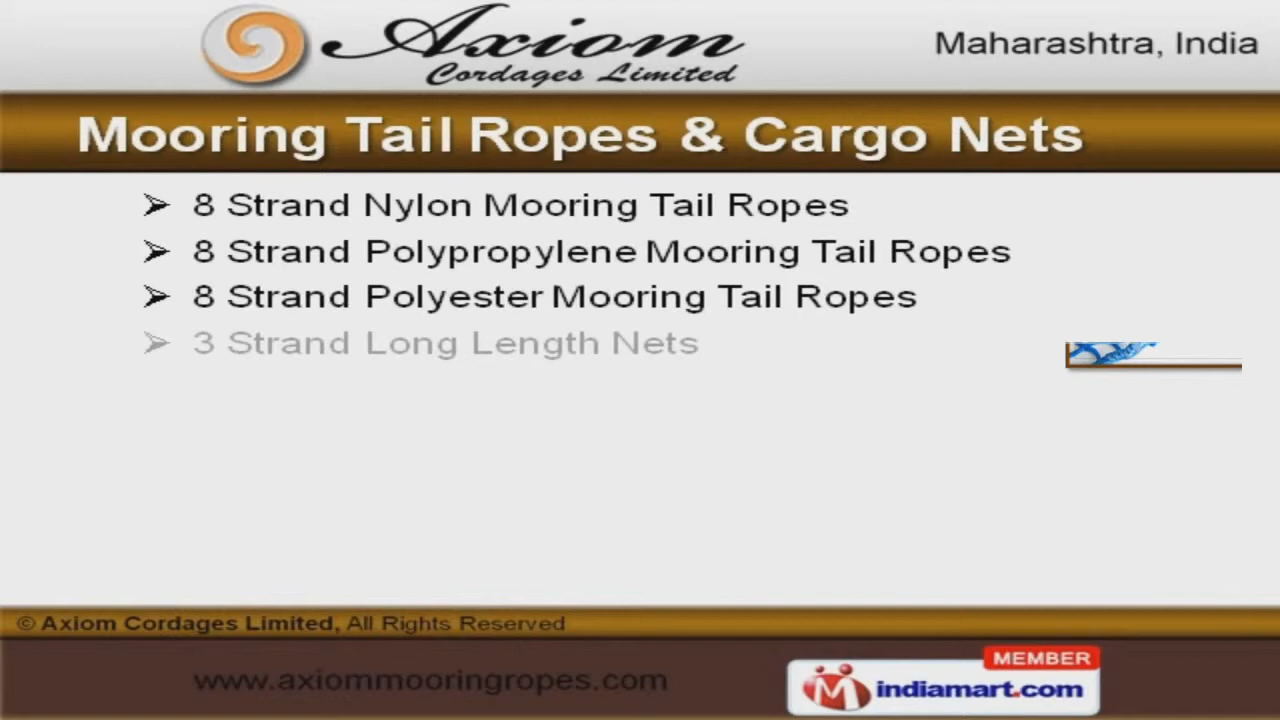 Axiom
Cordages Limited
Maharashtra, India
Mooring Tail Ropes & Cargo Nets
➢ 8 Strand Nylon Mooring Tail Ropes
➢ 8 Strand Polypropylene Mooring Tail Ropes
➢ 8 Strand Polyester Mooring Tail Ropes
➢ 3 Strand Long Length Nets
© Axiom Cordages Limited, All Rights Reserved
www.axiommooringropes.com
MEMBER
indiamart.com